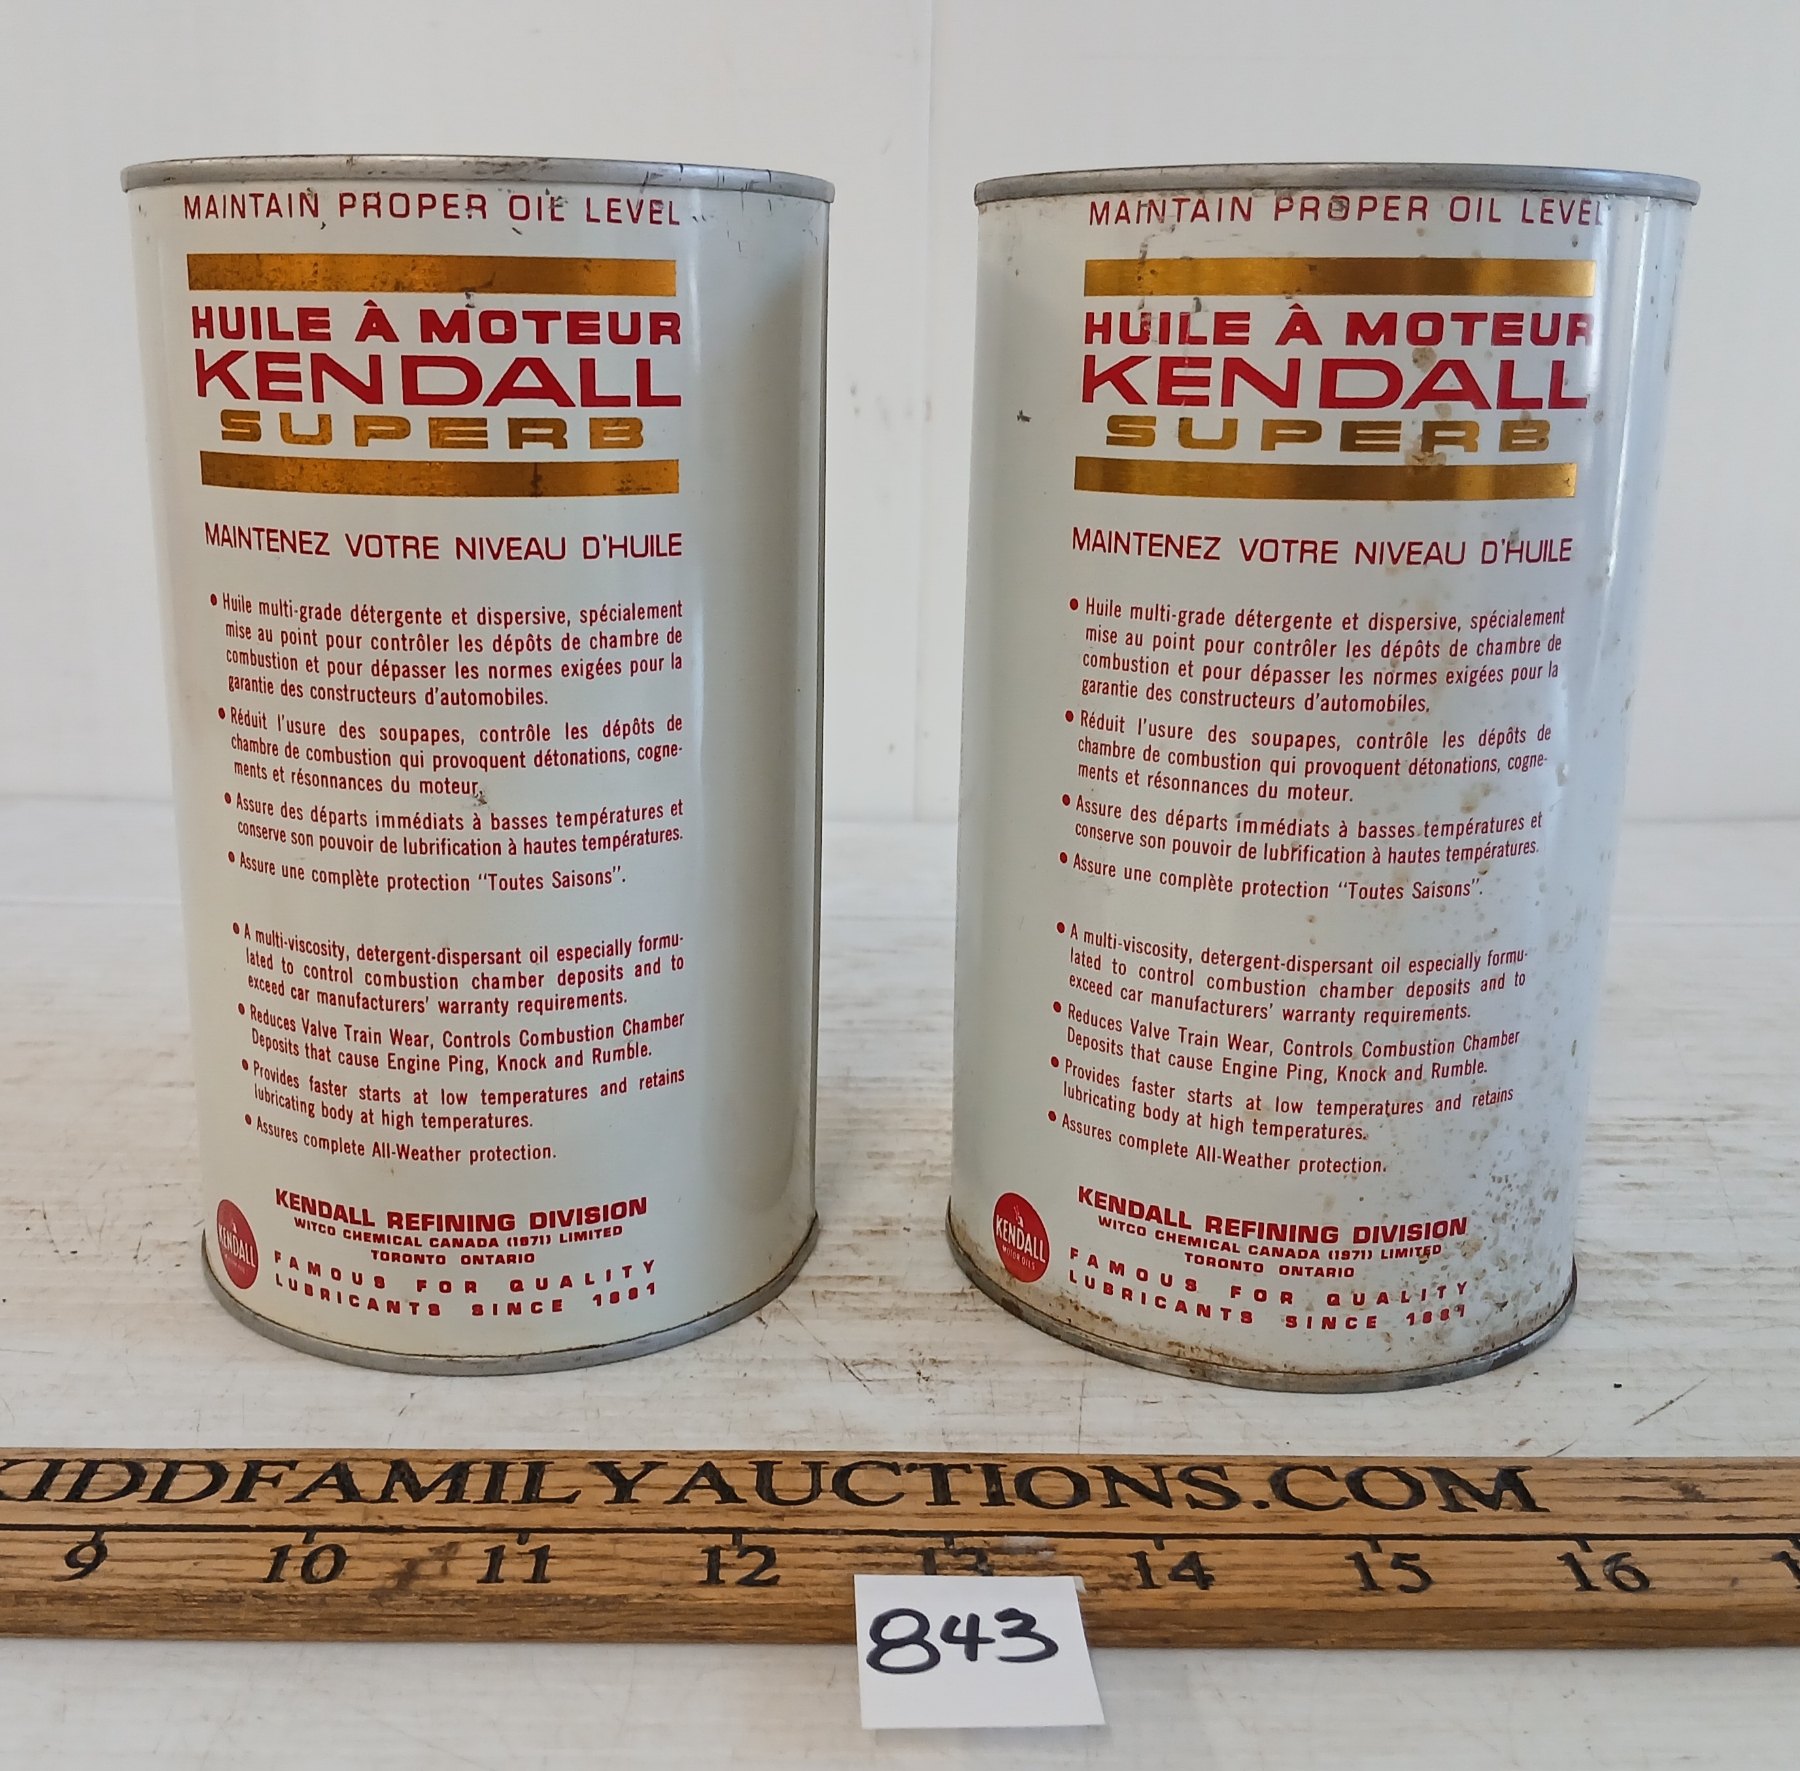 MAINTAIN PROPER OIL LEVEL
HUILE À MOTEUR
KENDALL
SUPERB
MAINTENEZ VOTRE NIVEAU D'HUILE
• Huile multi-grade détergente et dispersive, spécialement
mise au point pour contrôler les dépôts de chambre de
combustion et pour dépasser les normes exigées pour la
garantie des constructeurs d'automobiles.
• Réduit l'usure des soupapes, contrôle les dépôts de
chambre de combustion qui provoquent détonations, cogne-
ments et résonnances du moteur.
• Assure des départs immédiats à basses températures et
conserve son pouvoir de lubrification à hautes températures.
• Assure une complète protection "Toutes Saisons".
• A multi-viscosity, detergent-dispersant oil especially formu-
lated to control combustion chamber deposits and to
exceed car manufacturers' warranty requirements.
• Reduces Valve Train Wear, Controls Combustion Chamber
Deposits that cause Engine Ping, Knock and Rumble.
• Provides faster starts at low temperatures and retains
lubricating body at high temperatures.
• Assures complete All-Weather protection.
KENDALL REFINING DIVISION
WITCO CHEMICAL CANADA (1971) LIMITED
TORONTO ONTARIO
FAMOUS FOR QUALITY
LUBRICANTS SINCE 1881
KENDALL
MOTOR OILS
MAINTAIN PROPER OIL LEVEL
HUILE À MOTEUR
KENDALL
SUPERB
MAINTENEZ VOTRE NIVEAU D'HUILE
• Huile multi-grade détergente et dispersive, spécialement
mise au point pour contrôler les dépôts de chambre de
combustion et pour dépasser les normes exigées pour la
garantie des constructeurs d'automobiles.
• Réduit l'usure des soupapes, contrôle les dépôts de
chambre de combustion qui provoquent détonations, cogne-
ments et résonnances du moteur.
• Assure des départs immédiats à basses températures et
conserve son pouvoir de lubrification à hautes températures.
• Assure une complète protection "Toutes Saisons".
• A multi-viscosity, detergent-dispersant oil especially formu-
lated to control combustion chamber deposits and to
exceed car manufacturers' warranty requirements.
• Reduces Valve Train Wear, Controls Combustion Chamber
Deposits that cause Engine Ping, Knock and Rumble.
• Provides faster starts at low temperatures and retains
lubricating body at high temperatures.
• Assures complete All-Weather protection.
KENDALL REFINING DIVISION
WITCO CHEMICAL CANADA (1971) LIMITED
TORONTO ONTARIO
FAMOUS FOR QUALITY
LUBRICANTS SINCE 1881
KENDALL
MOTOR OILS
KIDDFAMILYAUCTIONS.COM
9 10 11 12 13 14 15 16
843